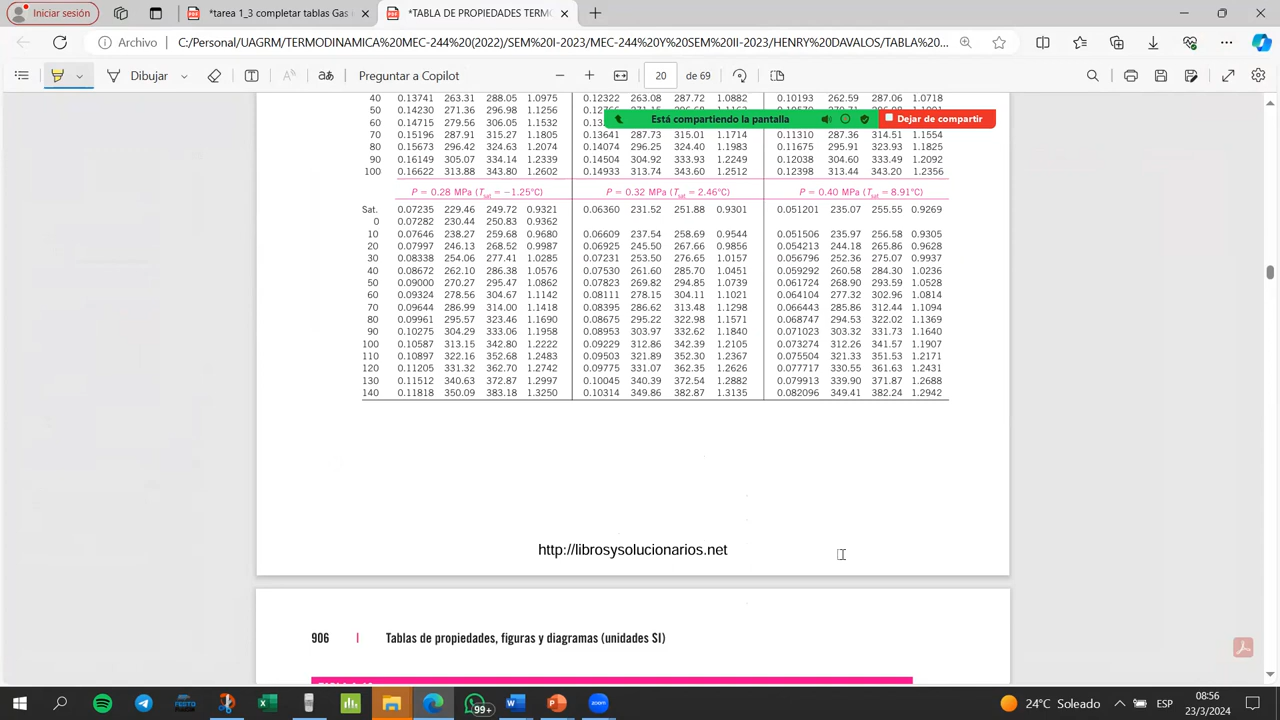 Iniciar sesión
*tarea 1_3 completar tablas Gas
*TABLA DE PROPIEDADES TERMO
Archivo C:/Personal/UAGRM/TERMODINAMICA%20MEC-244%20(2022)/SEM%20I-2023/MEC-244%20Y%20SEM%20II-2023/HENRY%20DAVALOS/TABLA%20...
Dibujar
Preguntar a Copilot
20 de 69
Está compartiendo la pantalla
Dejar de compartir
40 0.13741 263.31 288.05 1.0975 0.12322 263.08 287.72 1.0882 0.10193 262.59 287.06 1.0718
50 0.14230 271.36 296.98 1.1256
60 0.14715 279.56 306.05 1.1532
70 0.15196 287.91 315.27 1.1805 0.13641 287.73 315.01 1.1714 0.11310 287.36 314.51 1.1554
80 0.15673 296.42 324.63 1.2074 0.14074 296.25 324.40 1.1983 0.11675 295.91 323.93 1.1825
90 0.16149 305.07 334.14 1.2339 0.14504 304.92 333.93 1.2249 0.12038 304.60 333.49 1.2092
100 0.16622 313.88 343.80 1.2602 0.14933 313.74 343.60 1.2512 0.12398 313.44 343.20 1.2356
P = 0.28 MPa (Tsat = −1.25°C) P = 0.32 MPa (Tsat = 2.46°C) P = 0.40 MPa (Tsat = 8.91°C)
Sat. 0.07235 229.46 249.72 0.9321 0.06360 231.52 251.88 0.9301 0.051201 235.07 255.55 0.9269
0 0.07282 230.44 250.83 0.9362
10 0.07646 238.27 259.68 0.9680 0.06609 237.54 258.69 0.9544 0.051506 235.97 256.58 0.9305
20 0.07997 246.13 268.52 0.9987 0.06925 245.50 267.66 0.9856 0.054213 244.18 265.86 0.9628
30 0.08338 254.06 277.41 1.0285 0.07231 253.50 276.65 1.0157 0.056796 252.36 275.07 0.9937
40 0.08672 262.10 286.38 1.0576 0.07530 261.60 285.70 1.0451 0.059292 260.58 284.30 1.0236
50 0.09000 270.27 295.47 1.0862 0.07823 269.82 294.85 1.0739 0.061724 268.90 293.59 1.0528
60 0.09324 278.56 304.67 1.1142 0.08111 278.15 304.11 1.1021 0.064104 277.32 302.96 1.0814
70 0.09644 286.99 314.00 1.1418 0.08395 286.62 313.48 1.1298 0.066443 285.86 312.44 1.1094
80 0.09961 295.57 323.46 1.1690 0.08675 295.22 322.98 1.1571 0.068747 294.53 322.02 1.1369
90 0.10275 304.29 333.06 1.1958 0.08953 303.97 332.62 1.1840 0.071023 303.32 331.73 1.1640
100 0.10587 313.15 342.80 1.2222 0.09229 312.86 342.39 1.2105 0.073274 312.26 341.57 1.1907
110 0.10897 322.16 352.68 1.2483 0.09503 321.89 352.30 1.2367 0.075504 321.33 351.53 1.2171
120 0.11205 331.32 362.70 1.2742 0.09775 331.07 362.35 1.2626 0.077717 330.55 361.63 1.2431
130 0.11512 340.63 372.87 1.2997 0.10045 340.39 372.54 1.2882 0.079913 339.90 371.87 1.2688
140 0.11818 350.09 383.18 1.3250 0.10314 349.86 382.87 1.3135 0.082096 349.41 382.24 1.2942
http://librosysolucionarios.net
906 | Tablas de propiedades, figuras y diagramas (unidades SI)
99+
24°C Soleado
ESP
08:56
23/3/2024